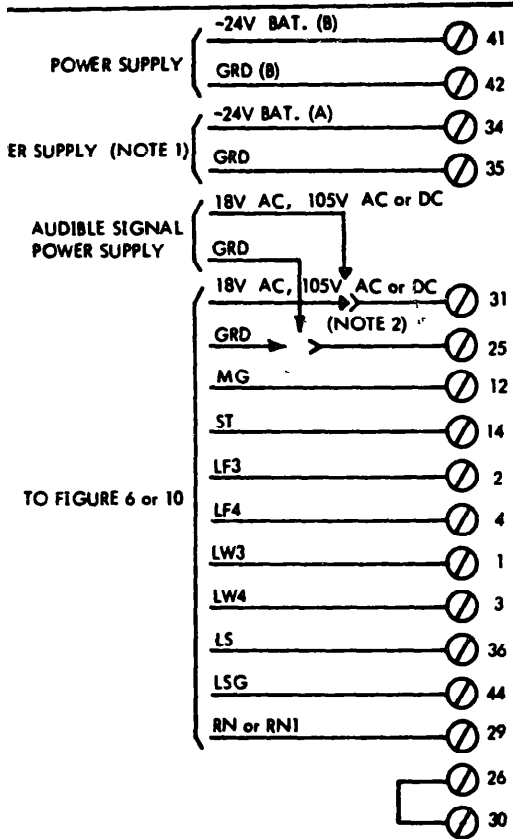 -24V BAT. (B) 41
POWER SUPPLY
GRD (B) 42
-24V BAT. (A) 34
ER SUPPLY (NOTE 1)
GRD 35
18V AC, 105V AC or DC
AUDIBLE SIGNAL
POWER SUPPLY
GRD
18V AC, 105V AC or DC 31
(NOTE 2)
GRD 25
MG 12
ST 14
LF3 2
TO FIGURE 6 or 10
LF4 4
LW3 1
LW4 3
LS 36
LSG 44
RN or RN1 29
26
30